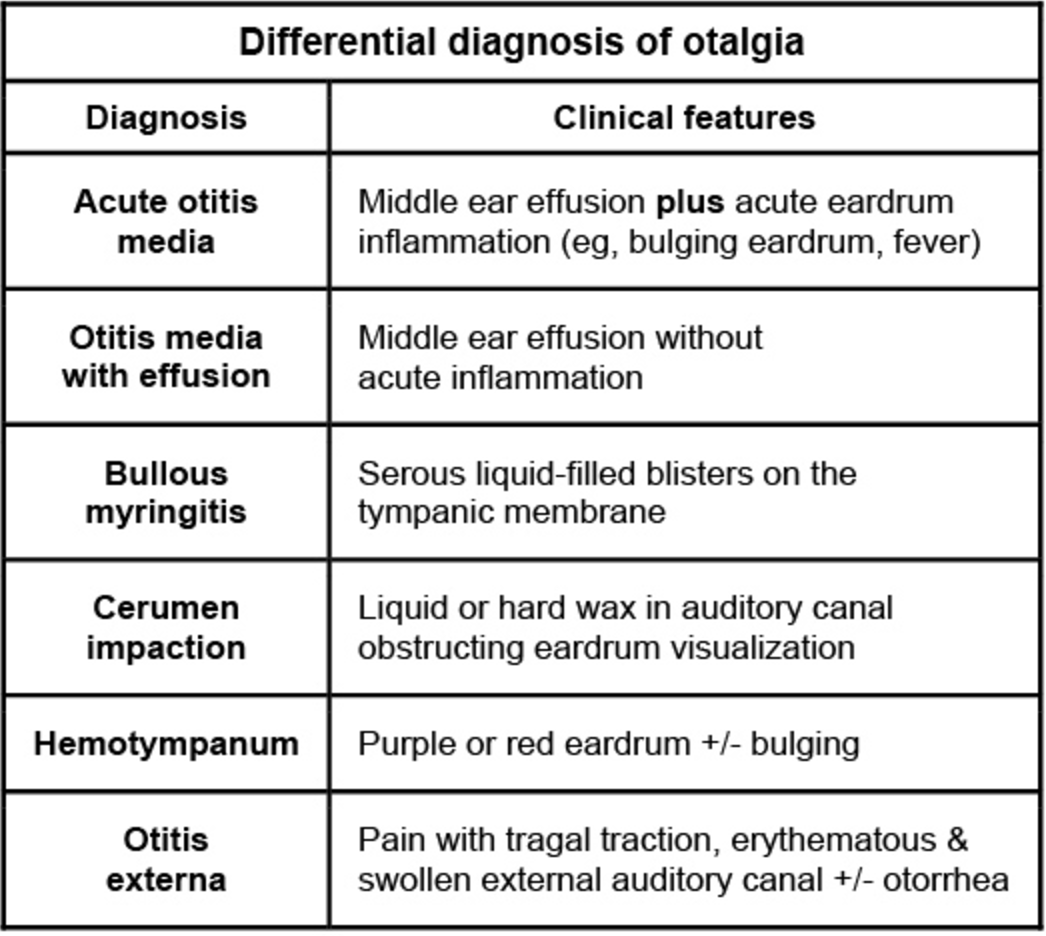 Differential diagnosis of otalgia
Diagnosis
Clinical features
Acute otitis
media
Middle ear effusion plus acute eardrum
inflammation (eg, bulging eardrum, fever)
Otitis media
with effusion
Middle ear effusion without
acute inflammation
Bullous
myringitis
Serous liquid-filled blisters on the
tympanic membrane
Cerumen
impaction
Liquid or hard wax in auditory canal
obstructing eardrum visualization
Hemotympanum
Purple or red eardrum +/- bulging
Otitis
externa
Pain with tragal traction, erythematous &
swollen external auditory canal +/- otorrhea